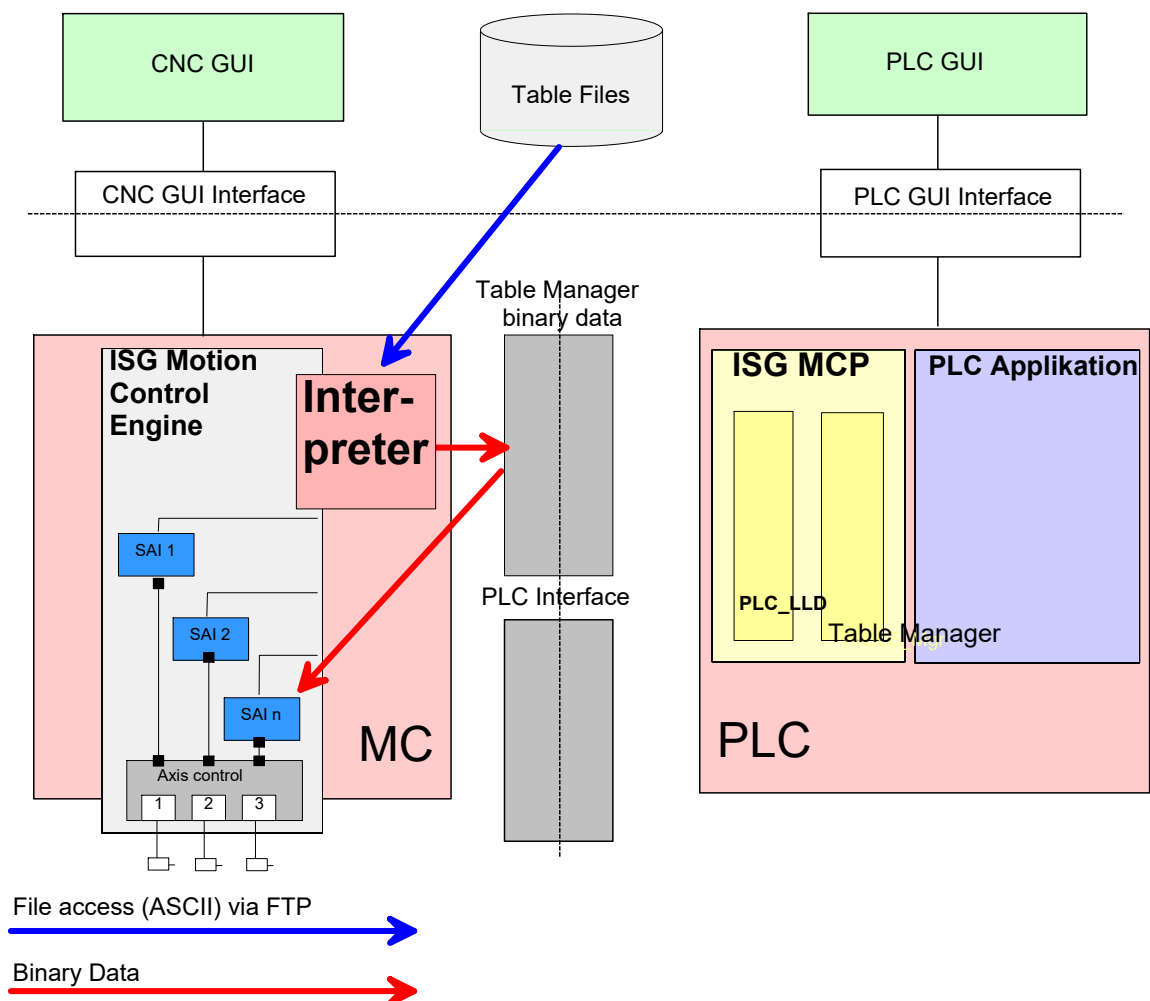 CNC GUI
Table Files
PLC GUI
CNC GUI Interface
PLC GUI Interface
Table Manager
binary data
ISG Motion
Control
Engine
Inter-
preter
ISG MCP
PLC Applikation
SAI 1
SAI 2
SAI n
PLC Interface
PLC_LLD
Table Manager
MC
PLC
Axis control
1
2
3
File access (ASCII) via FTP
Binary Data